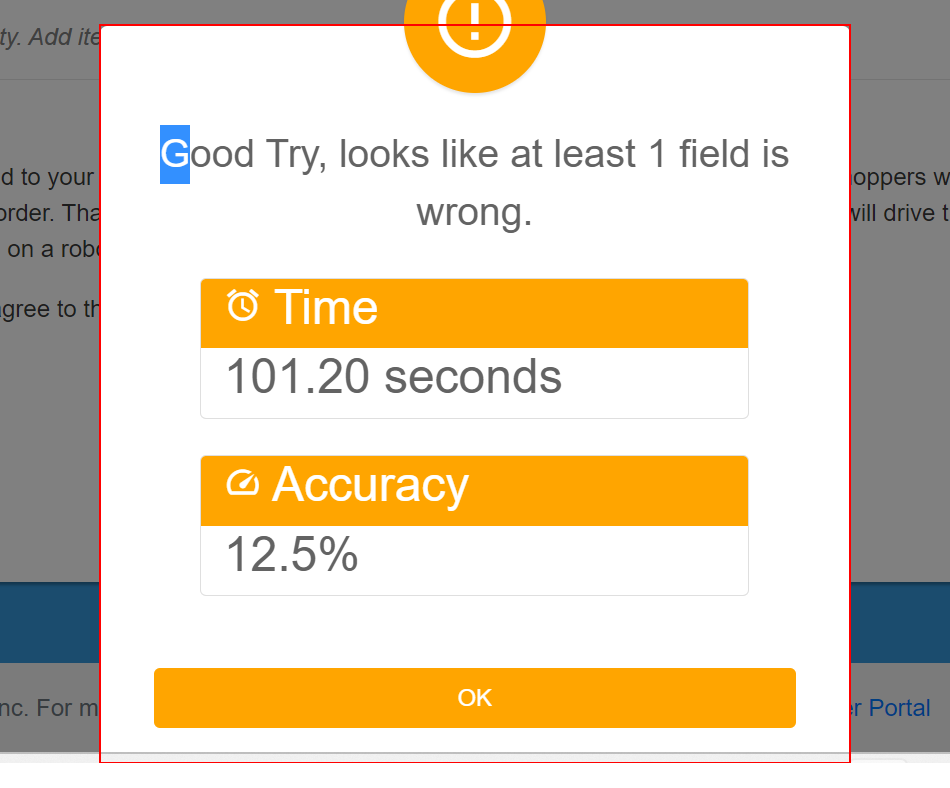 ty. Add ite
Good Try, looks like at least 1 field is
wrong.
d to your
oppers w
order. Tha
will drive t
on a robo
agree to th
Time
101.20 seconds
Accuracy
12.5%
OK
nc. For m
er Portal